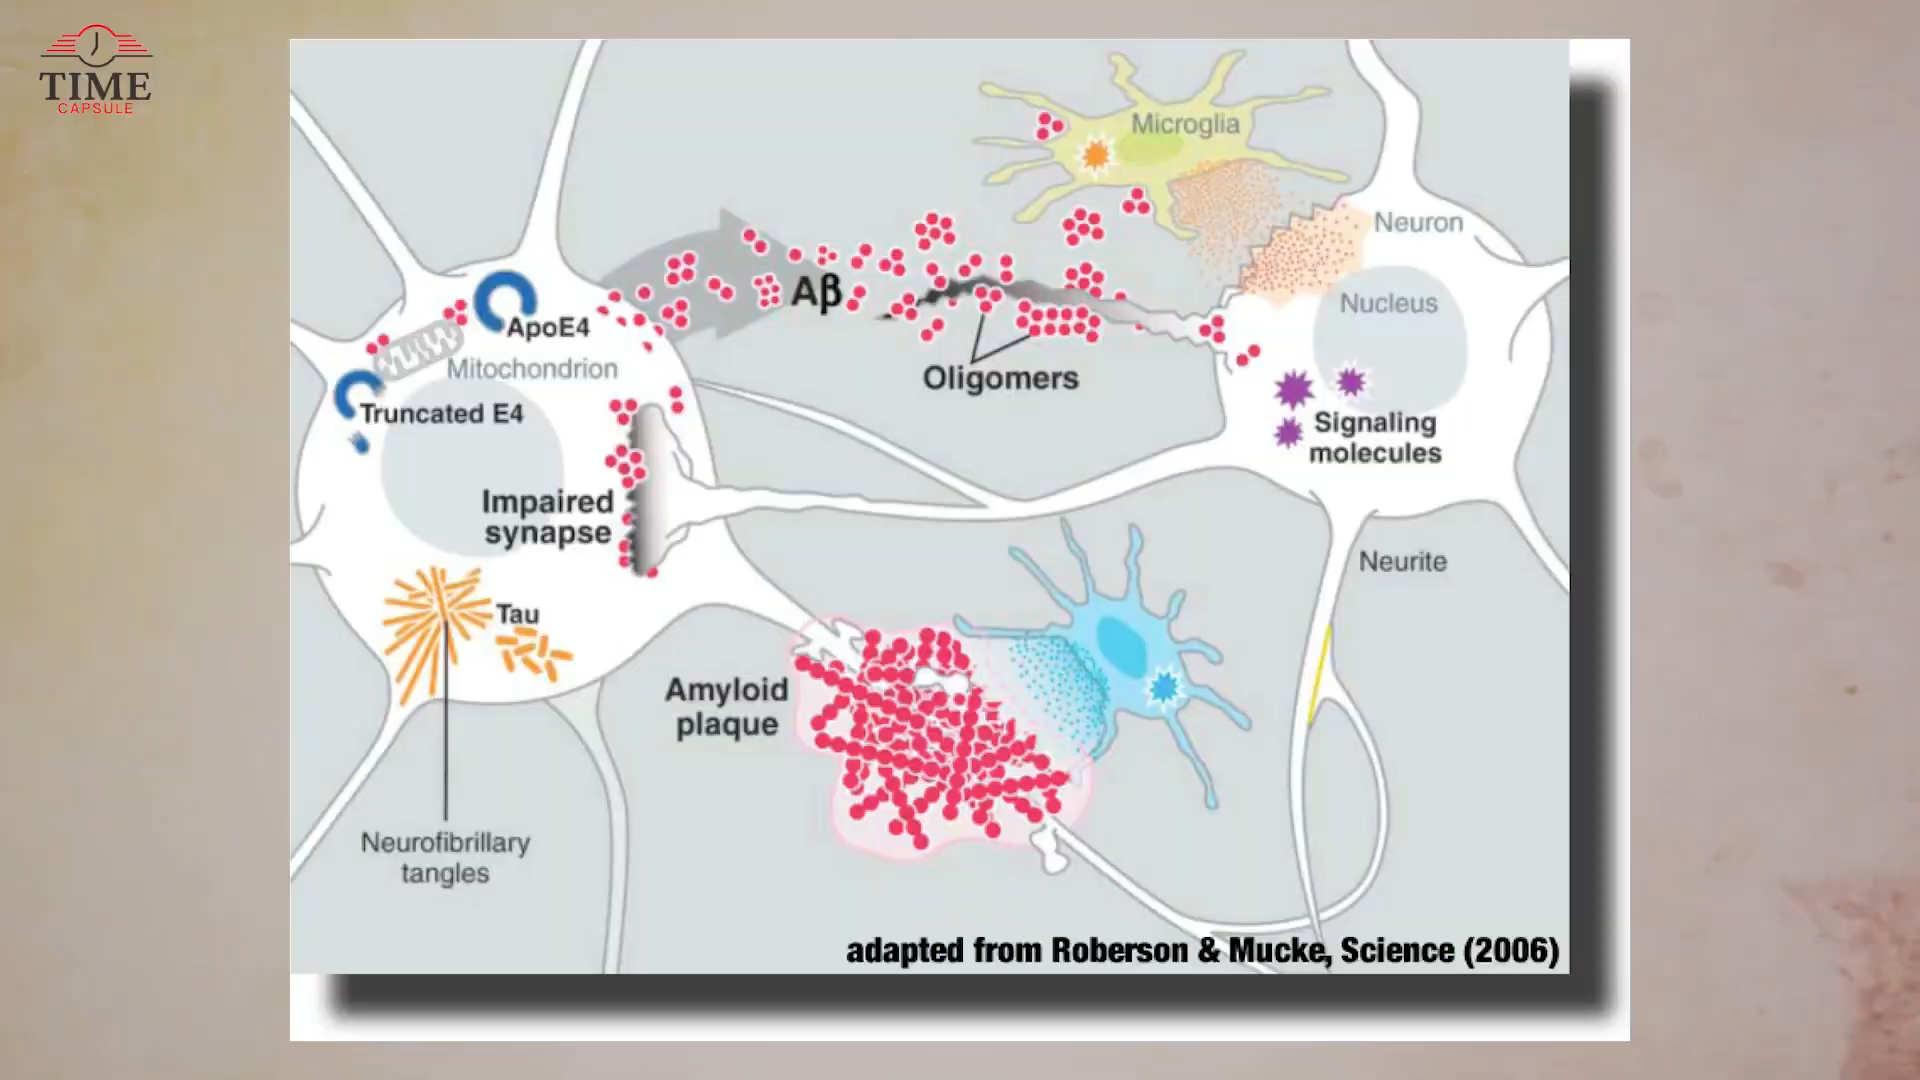 TIME
CAPSULE
Microglia
Neuron
Aβ
Nucleus
ApoE4
Mitochondrion
Oligomers
Truncated E4
Signaling
molecules
Impaired
synapse
Neurite
Tau
Amyloid
plaque
Neurofibrillary
tangles
adapted from Roberson & Mucke, Science (2006)